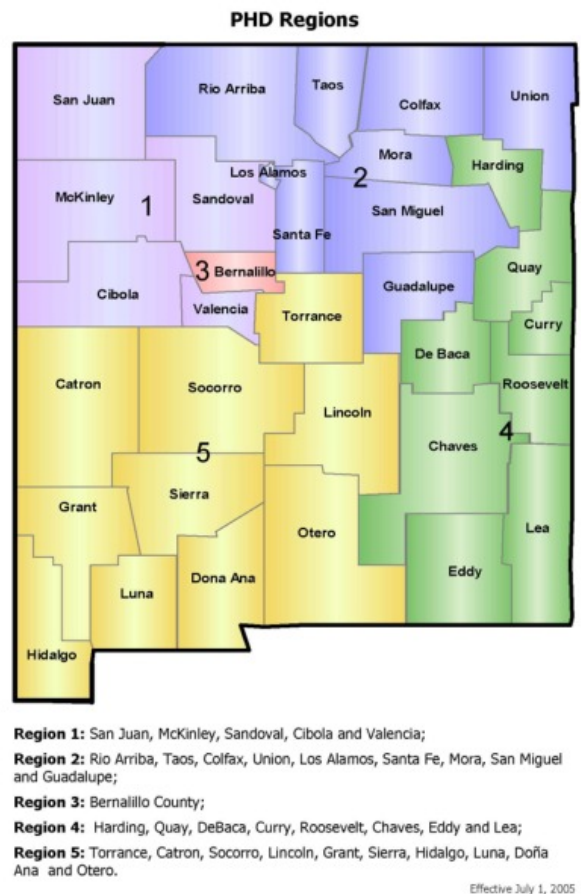 PHD Regions
San Juan
Rio Arriba
Taos
Colfax
Union
McKinley
1
Sandoval
Los Alamos
2
Mora
Harding
San Miguel
Santa Fe
Quay
3
Bernalillo
Cibola
Valencia
Guadalupe
Torrance
Curry
De Baca
Catron
Socorro
Lincoln
Roosevelt
Chaves
4
5
Sierra
Grant
Otero
Lea
Luna
Dona Ana
Eddy
Hidalgo
Region 1: San Juan, McKinley, Sandoval, Cibola and Valencia;
Region 2: Rio Arriba, Taos, Colfax, Union, Los Alamos, Santa Fe, Mora, San Miguel
and Guadalupe;
Region 3: Bernalillo County;
Region 4: Harding, Quay, DeBaca, Curry, Roosevelt, Chaves, Eddy and Lea;
Region 5: Torrance, Catron, Socorro, Lincoln, Grant, Sierra, Hidalgo, Luna, Doña
Ana and Otero.
Effective July 1, 2005